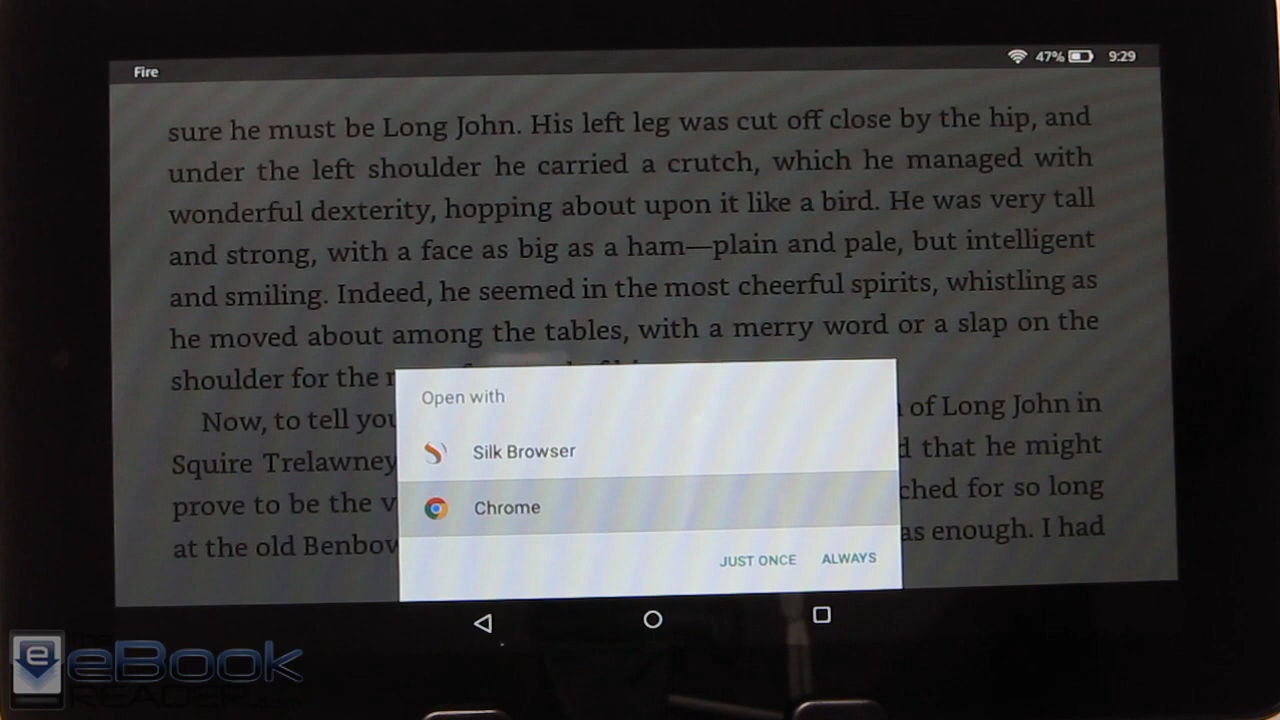 Fire
47%
9:29
sure he must be Long John. His left leg was cut off close by the hip, and
under the left shoulder he carried a crutch, which he managed with
wonderful dexterity, hopping about upon it like a bird. He was very tall
and strong, with a face as big as a ham—plain and pale, but intelligent
and smiling. Indeed, he seemed in the most cheerful spirits, whistling as
he moved about among the tables, with a merry word or a slap on the
shoulder for the
Now, to tell you of Long John in
Squire Trelawney that he might
prove to be the for so long
at the old enough. I had
Open with
Silk Browser
Chrome
JUST ONCE ALWAYS
the
eBook
READER.com